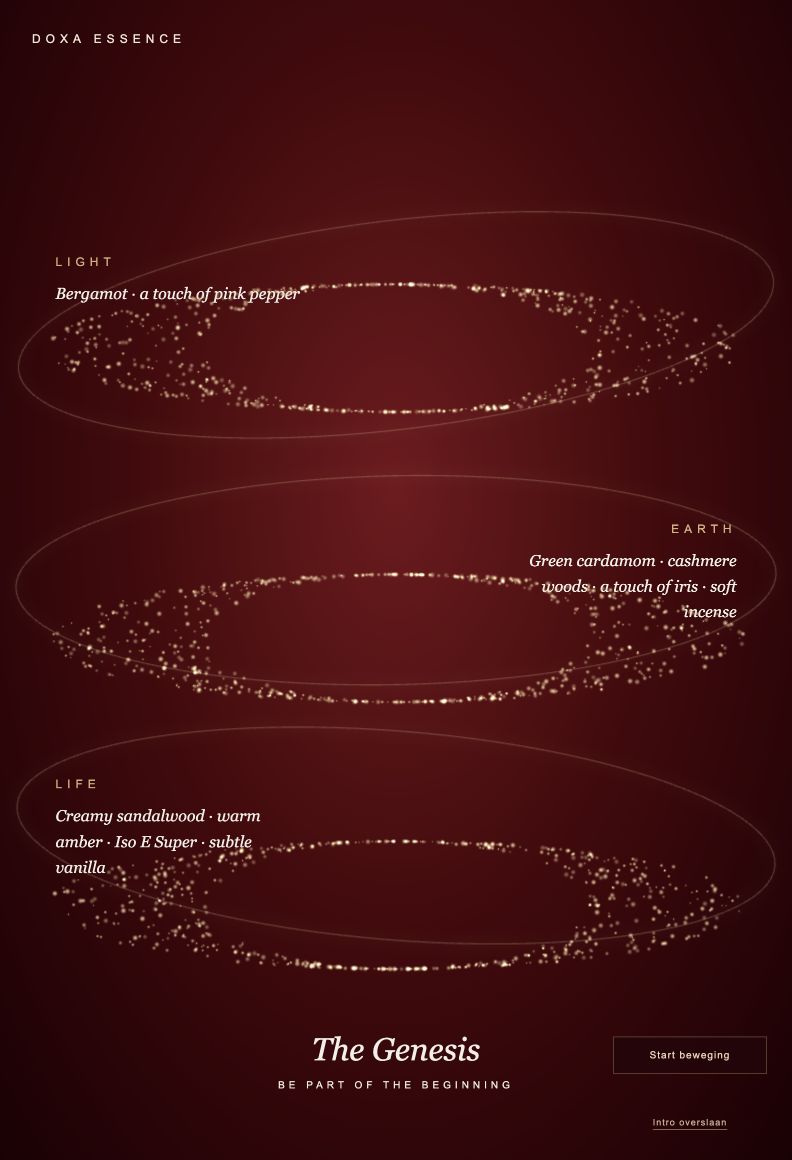 DOXA ESSENCE
LIGHT
Bergamot · a touch of pink pepper
EARTH
Green cardamom · cashmere
woods · a touch of iris · soft
incense
LIFE
Creamy sandalwood · warm
amber · Iso E Super · subtle
vanilla
The Genesis
BE PART OF THE BEGINNING
Start beweging
Intro overslaan